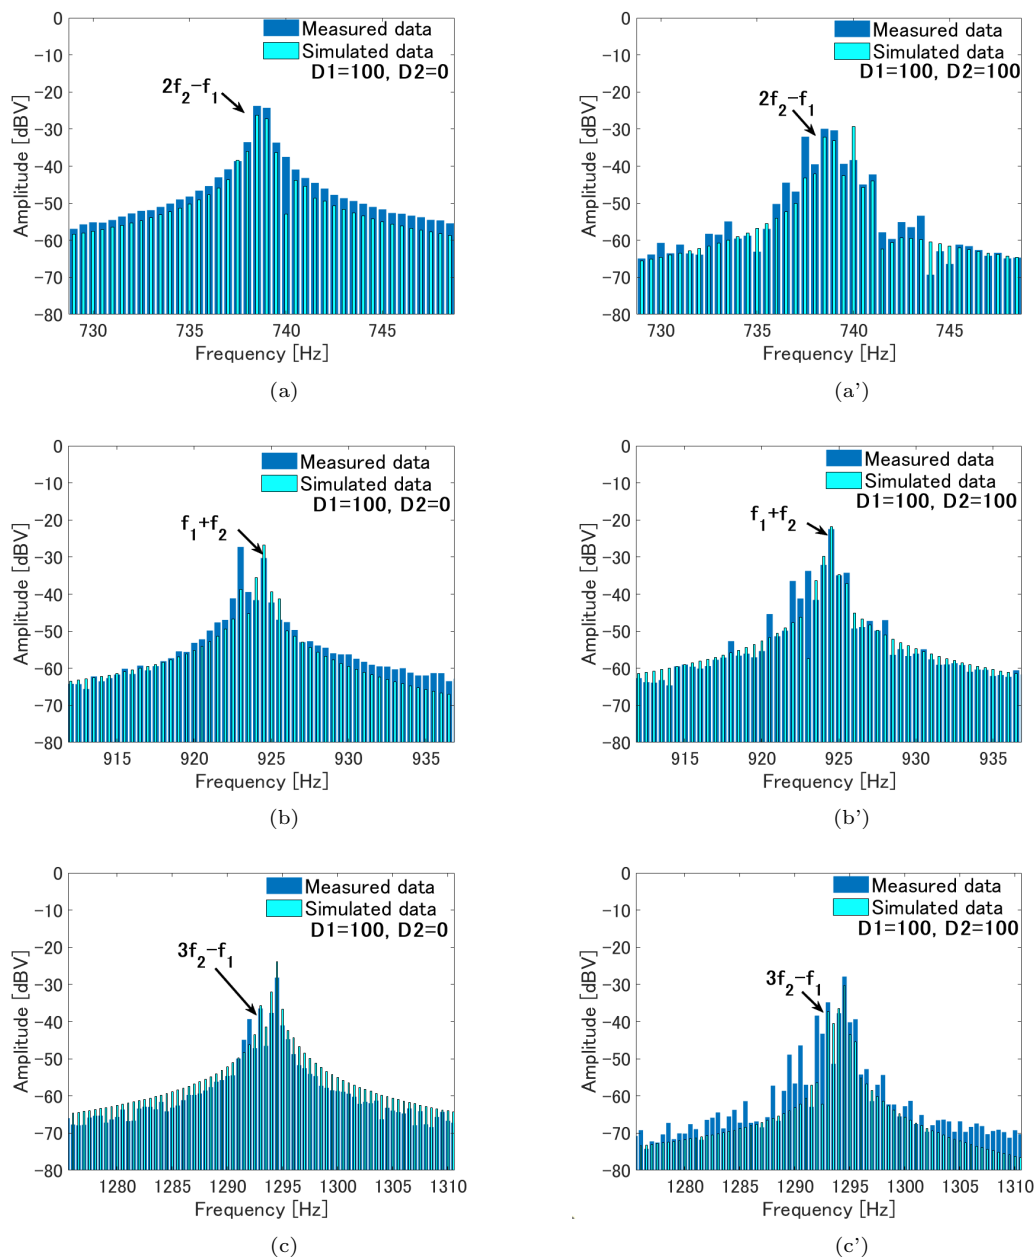 Measured data
Simulated data
D1=100, D2=0
2f2−f1
0
−10
−20
−30
−40
−50
−60
−70
−80
Amplitude [dBV]
730 735 740 745
Frequency [Hz]
(a)
Measured data
Simulated data
D1=100, D2=100
2f2−f1
0
−10
−20
−30
−40
−50
−60
−70
−80
Amplitude [dBV]
730 735 740 745
Frequency [Hz]
(a')
Measured data
Simulated data
D1=100, D2=0
f1+f2
0
−10
−20
−30
−40
−50
−60
−70
−80
Amplitude [dBV]
915 920 925 930 935
Frequency [Hz]
(b)
Measured data
Simulated data
D1=100, D2=100
f1+f2
0
−10
−20
−30
−40
−50
−60
−70
−80
Amplitude [dBV]
915 920 925 930 935
Frequency [Hz]
(b')
Measured data
Simulated data
D1=100, D2=0
3f2−f1
0
−10
−20
−30
−40
−50
−60
−70
−80
Amplitude [dBV]
1280 1285 1290 1295 1300 1305 1310
Frequency [Hz]
(c)
Measured data
Simulated data
D1=100, D2=100
3f2−f1
0
−10
−20
−30
−40
−50
−60
−70
−80
Amplitude [dBV]
1280 1285 1290 1295 1300 1305 1310
Frequency [Hz]
(c')